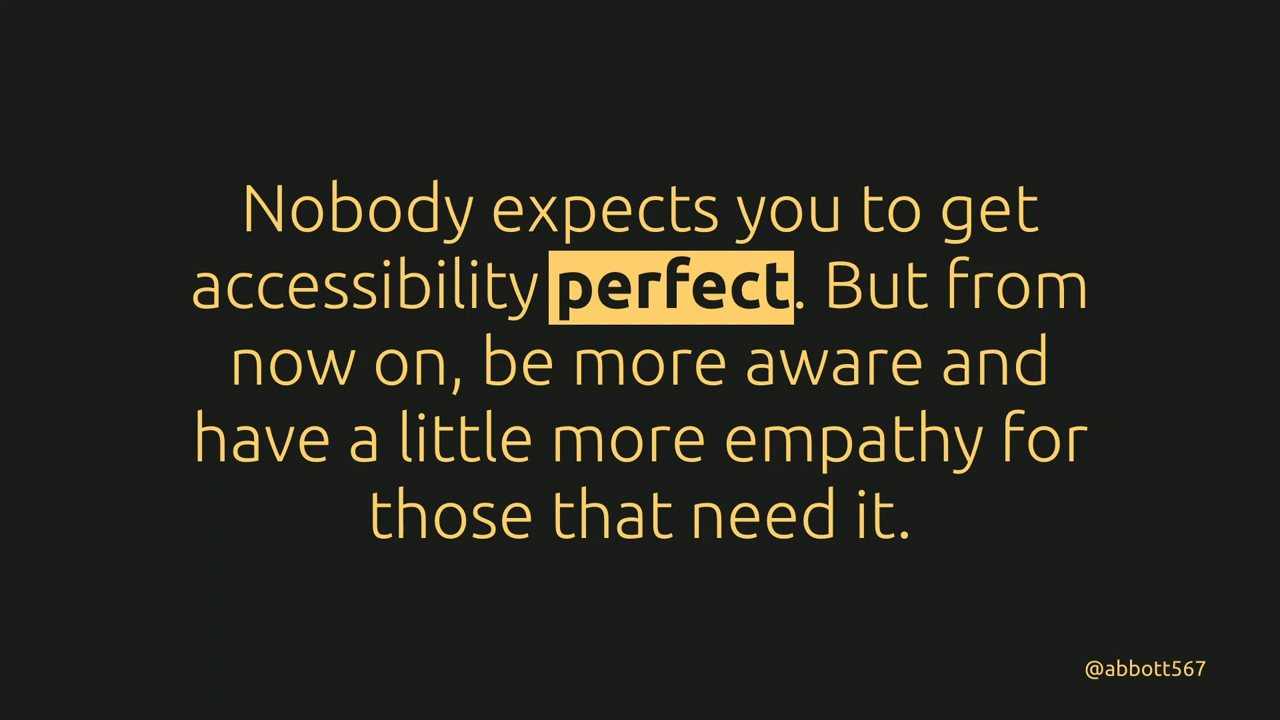 Nobody expects you to get
accessibility perfect. But from
now on, be more aware and
have a little more empathy for
those that need it.
@abbott567